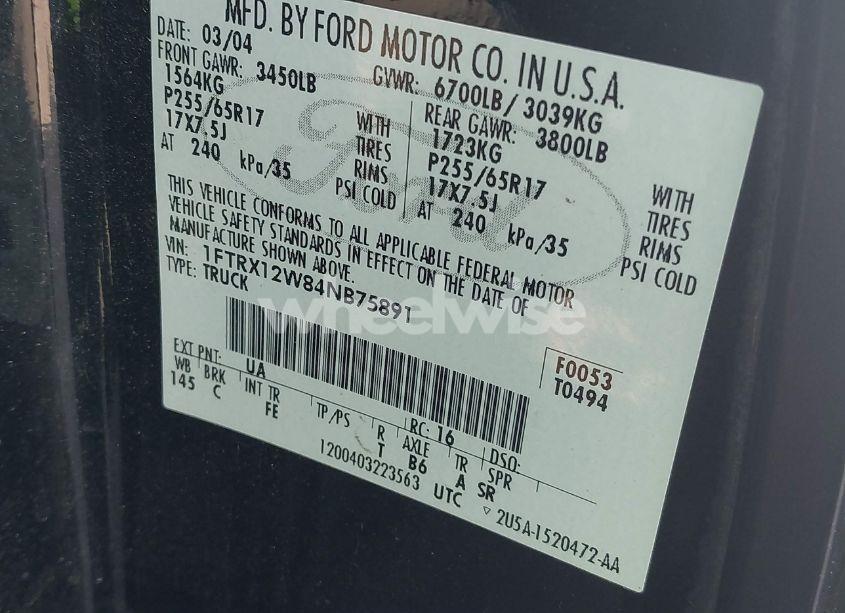 MFD. BY FORD MOTOR CO. IN U.S.A.
DATE: 03/04 GVWR: 6700LB/ 3039KG
FRONT GAWR: 3450LB REAR GAWR: 3800LB
1564KG WITH 1723KG WITH
P255/65R17 TIRES P255/65R17 TIRES
17X7.5J RIMS 17X7.5J RIMS
AT 240 kPa/35 PSI COLD AT 240 kPa/35 PSI COLD
THIS VEHICLE CONFORMS TO ALL APPLICABLE FEDERAL MOTOR
VEHICLE SAFETY STANDARDS IN EFFECT ON THE DATE OF
MANUFACTURE SHOWN ABOVE.
VIN: 1FTRX12W84NB75891
TYPE: TRUCK
wheelwise
F0053
T0494
EXT PNT: UA RC: 16 DSO:
WB BRK INT TR TP/PS R AXLE TR SPR
145 C FE T B6 A SR
1200403223563 UTC ▽ 2U5A-1520472-AA
Ford